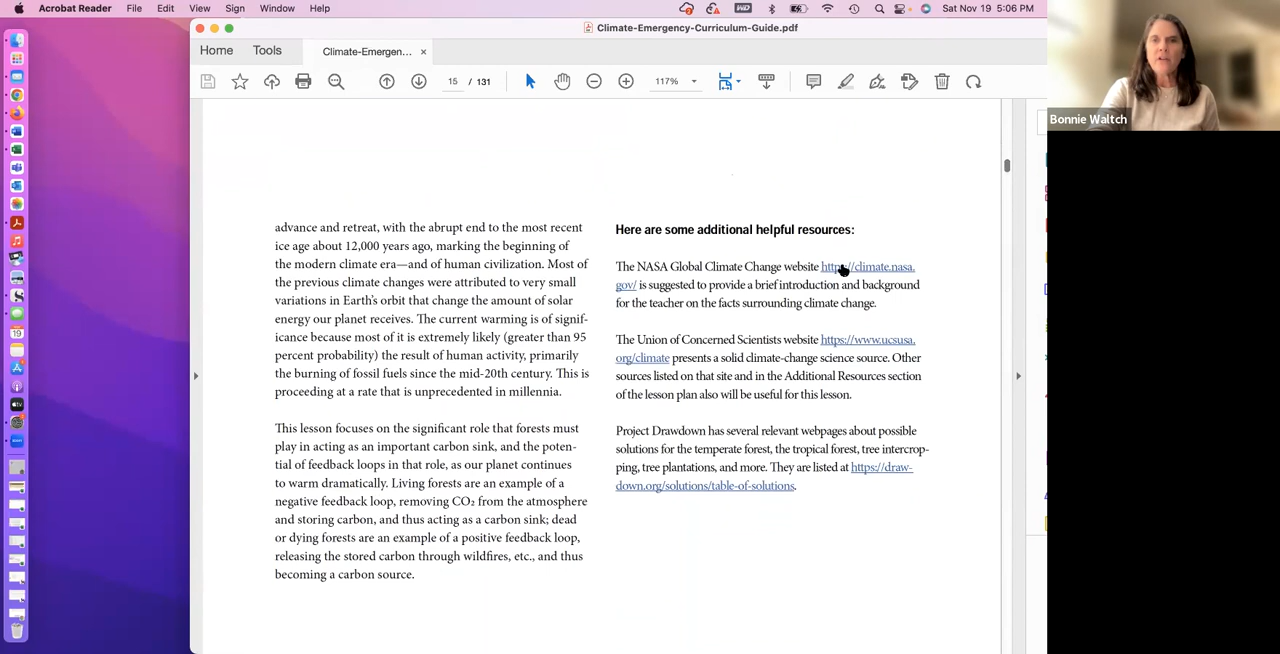 Acrobat Reader File Edit View Sign Window Help Sat Nov 19 5:06 PM
Climate-Emergency-Curriculum-Guide.pdf
Home Tools Climate-Emergen... ×
15 / 131 117%
Bonnie Waltch
advance and retreat, with the abrupt end to the most recent
ice age about 12,000 years ago, marking the beginning of
the modern climate era—and of human civilization. Most of
the previous climate changes were attributed to very small
variations in Earth's orbit that change the amount of solar
energy our planet receives. The current warming is of signif-
icance because most of it is extremely likely (greater than 95
percent probability) the result of human activity, primarily
the burning of fossil fuels since the mid-20th century. This is
proceeding at a rate that is unprecedented in millennia.
This lesson focuses on the significant role that forests must
play in acting as an important carbon sink, and the poten-
tial of feedback loops in that role, as our planet continues
to warm dramatically. Living forests are an example of a
negative feedback loop, removing CO₂ from the atmosphere
and storing carbon, and thus acting as a carbon sink; dead
or dying forests are an example of a positive feedback loop,
releasing the stored carbon through wildfires, etc., and thus
becoming a carbon source.
Here are some additional helpful resources:
The NASA Global Climate Change website https://climate.nasa.
gov/ is suggested to provide a brief introduction and background
for the teacher on the facts surrounding climate change.
The Union of Concerned Scientists website https://www.ucsusa.
org/climate presents a solid climate-change science source. Other
sources listed on that site and in the Additional Resources section
of the lesson plan also will be useful for this lesson.
Project Drawdown has several relevant webpages about possible
solutions for the temperate forest, the tropical forest, tree intercrop-
ping, tree plantations, and more. They are listed at https://draw-
down.org/solutions/table-of-solutions.